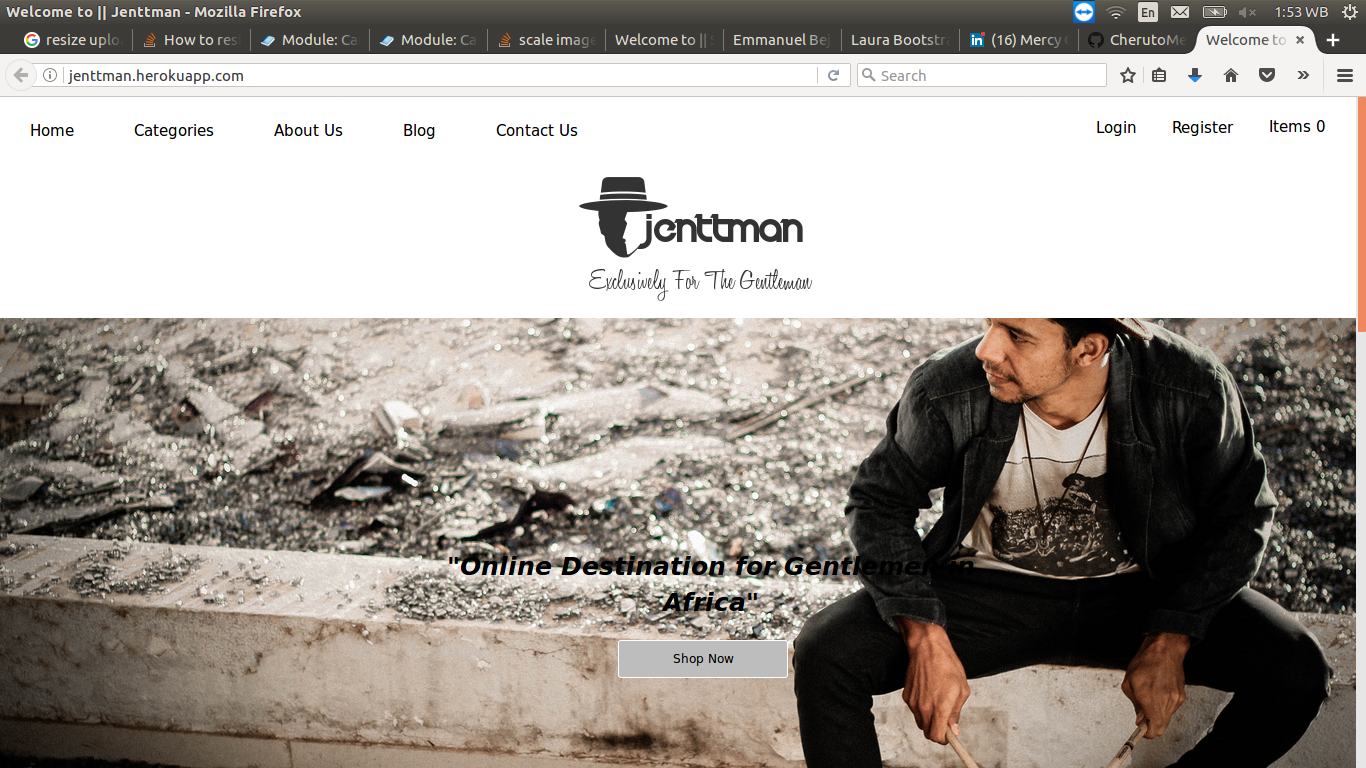 Welcome to || Jenttman - Mozilla Firefox
En
1:53 WB
resize uplo
How to res
Module: Ca
Module: Ca
scale image
Welcome to ||
Emmanuel Bej
Laura Bootstra
(16) Mercy
CherutoMe
Welcome to
jenttman.herokuapp.com
Search
Home
Categories
About Us
Blog
Contact Us
Login
Register
Items 0
jenttman
Exclusively For The Gentleman
"Online Destination for Gentlemen in
Africa"
Shop Now